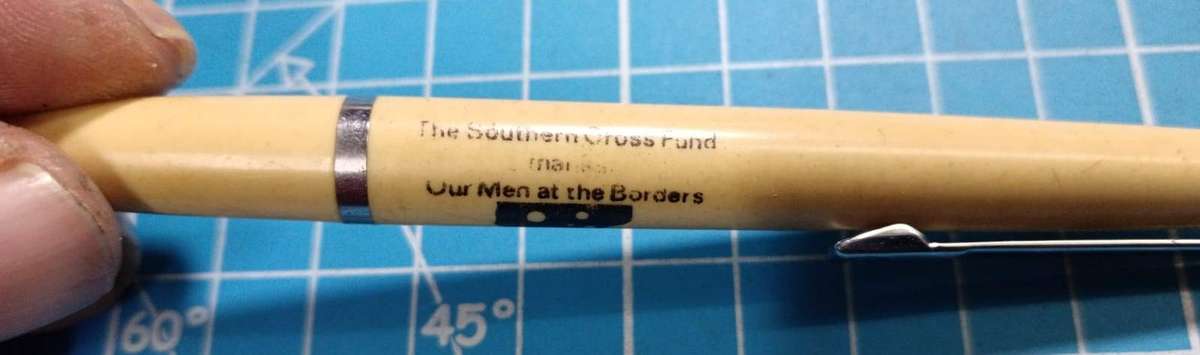 The Southern Cross Fund
Our Men at the Borders
60°
45°